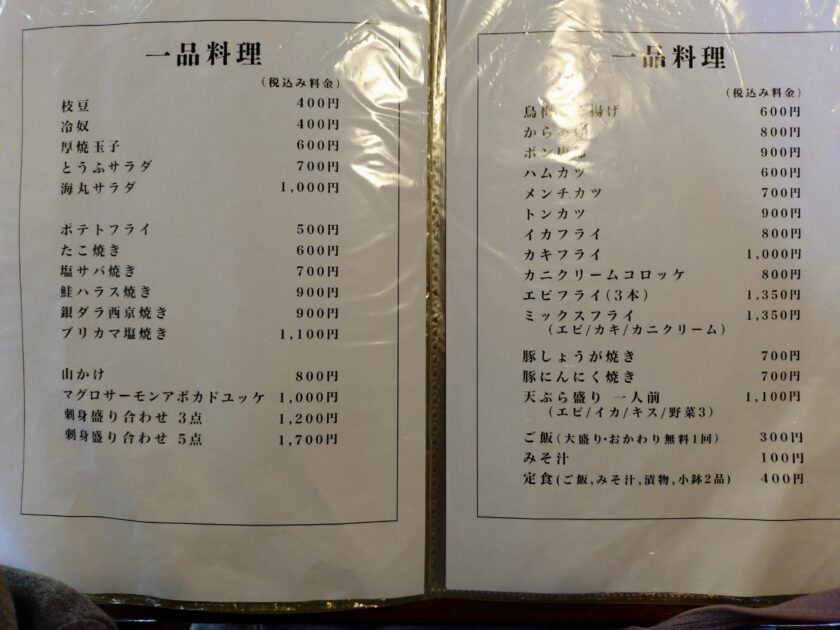 一品料理
(税込み料金)
枝豆 400円
冷奴 400円
厚焼玉子 600円
とうふサラダ 700円
海丸サラダ 1,000円
ポテトフライ 500円
たこ焼き 600円
塩サバ焼き 700円
鮭ハラス焼き 900円
銀ダラ西京焼き 900円
ブリカマ塩焼き 1,100円
山かけ 800円
マグロサーモンアボカドユッケ 1,000円
刺身盛り合わせ 3点 1,200円
刺身盛り合わせ 5点 1,700円
一品料理
(税込み料金)
揚げ 600円
から 800円
ポン 900円
ハムカツ 600円
メンチカツ 700円
トンカツ 900円
イカフライ 800円
カキフライ 1,000円
カニクリームコロッケ 800円
エビフライ(3本) 1,350円
ミックスフライ 1,350円
(エビ/カキ/カニクリーム)
豚しょうが焼き 700円
豚にんにく焼き 700円
天ぷら盛り 一人前 1,100円
(エビ/イカ/キス/野菜3)
ご飯(大盛り・おかわり無料1回) 300円
みそ汁 100円
定食(ご飯,みそ汁,漬物,小鉢2品) 400円